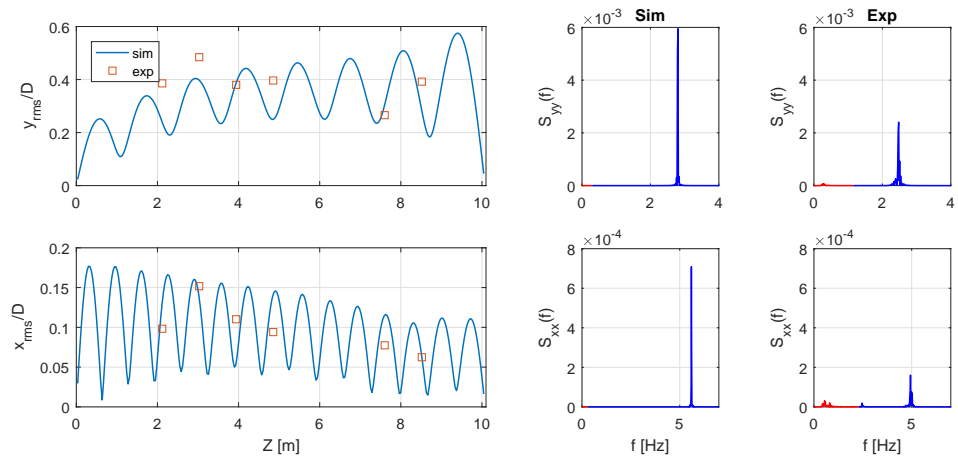 y_rms/D
0.6
0.4
0.2
0
sim
exp
0 2 4 6 8 10
Sim
×10^-3
S_yy(f)
6
4
2
0
0 2 4
Exp
×10^-3
S_yy(f)
6
4
2
0
0 2 4
x_rms/D
0.2
0.15
0.1
0.05
0
0 2 4 6 8 10
Z [m]
×10^-4
S_xx(f)
8
6
4
2
0
0 5
f [Hz]
×10^-4
S_xx(f)
8
6
4
2
0
0 5
f [Hz]